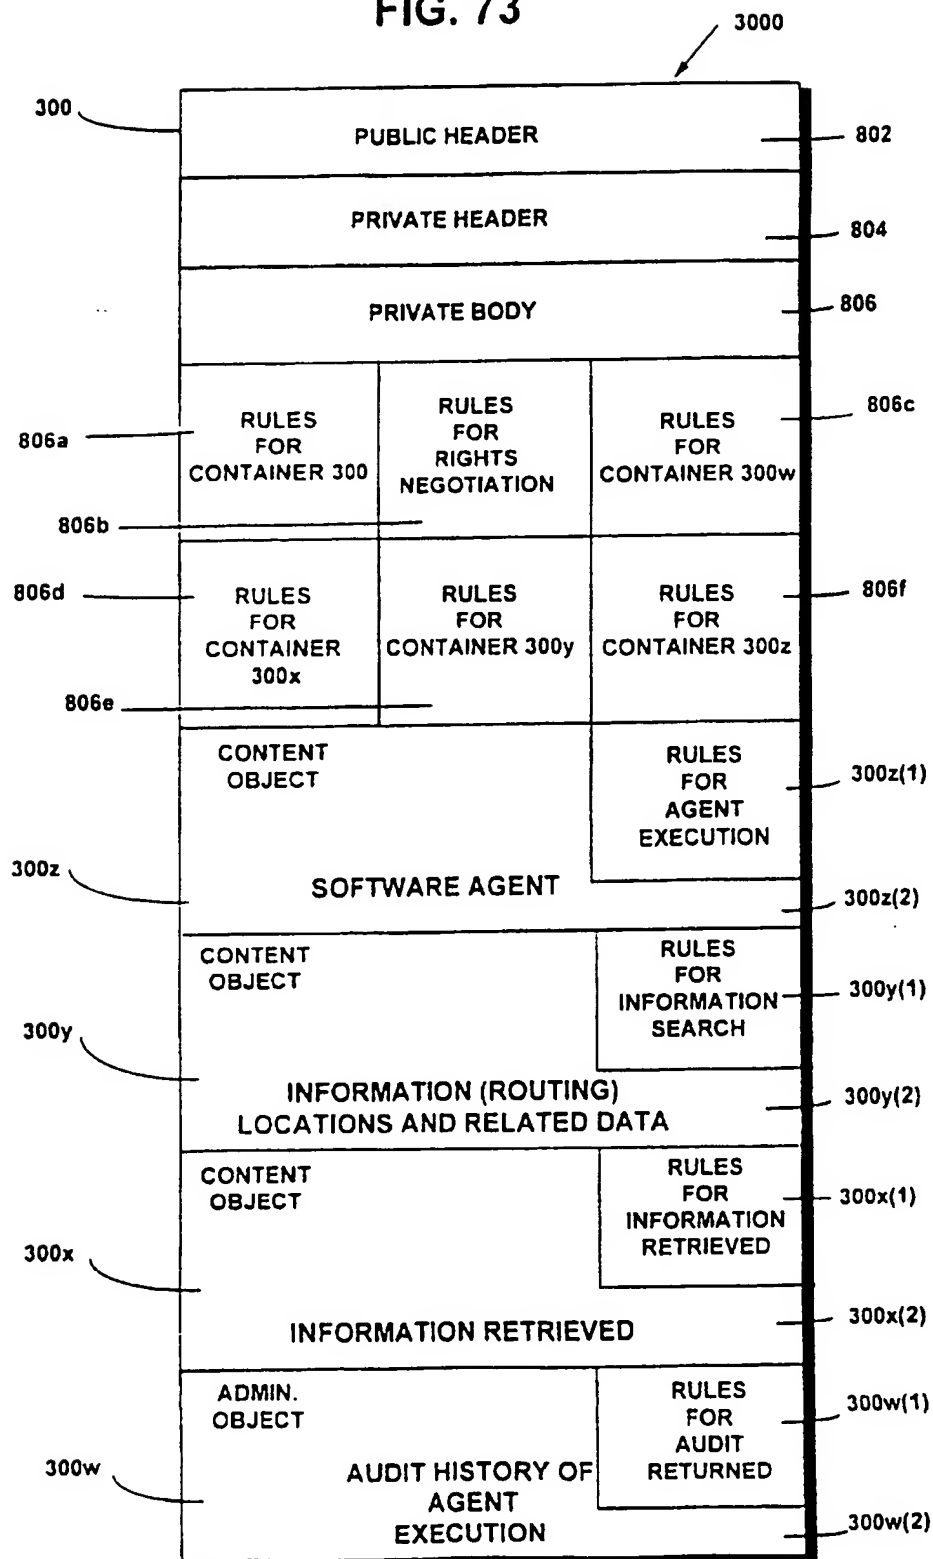 FIG. 73
3000
300
PUBLIC HEADER
802
PRIVATE HEADER
804
PRIVATE BODY
806
806a
RULES
FOR
CONTAINER 300
RULES
FOR
RIGHTS
NEGOTIATION
806b
RULES
FOR
CONTAINER 300w
806c
806d
RULES
FOR
CONTAINER
300x
RULES
FOR
CONTAINER 300y
806e
RULES
FOR
CONTAINER 300z
806f
CONTENT
OBJECT
RULES
FOR
AGENT
EXECUTION
300z(1)
300z
SOFTWARE AGENT
300z(2)
CONTENT
OBJECT
RULES
FOR
INFORMATION
SEARCH
300y(1)
300y
INFORMATION (ROUTING)
LOCATIONS AND RELATED DATA
300y(2)
CONTENT
OBJECT
RULES
FOR
INFORMATION
RETRIEVED
300x(1)
300x
INFORMATION RETRIEVED
300x(2)
ADMIN.
OBJECT
RULES
FOR
AUDIT
RETURNED
300w(1)
300w
AUDIT HISTORY OF
AGENT
EXECUTION
300w(2)